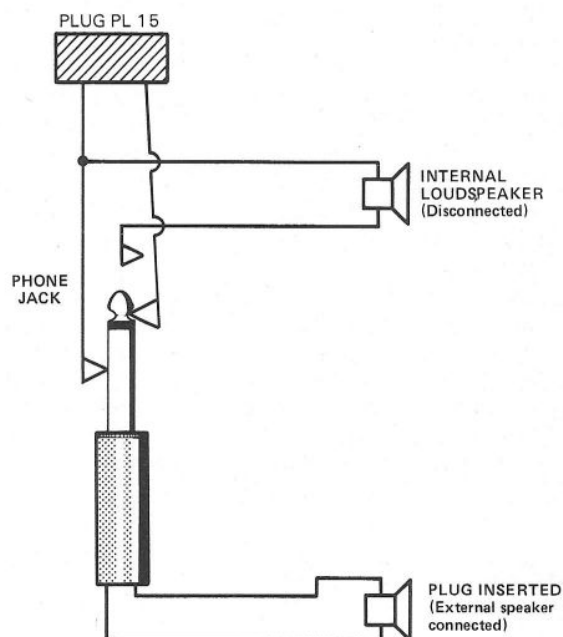 PLUG PL 15
INTERNAL
LOUDSPEAKER
(Disconnected)
PHONE
JACK
PLUG INSERTED
(External speaker
connected)